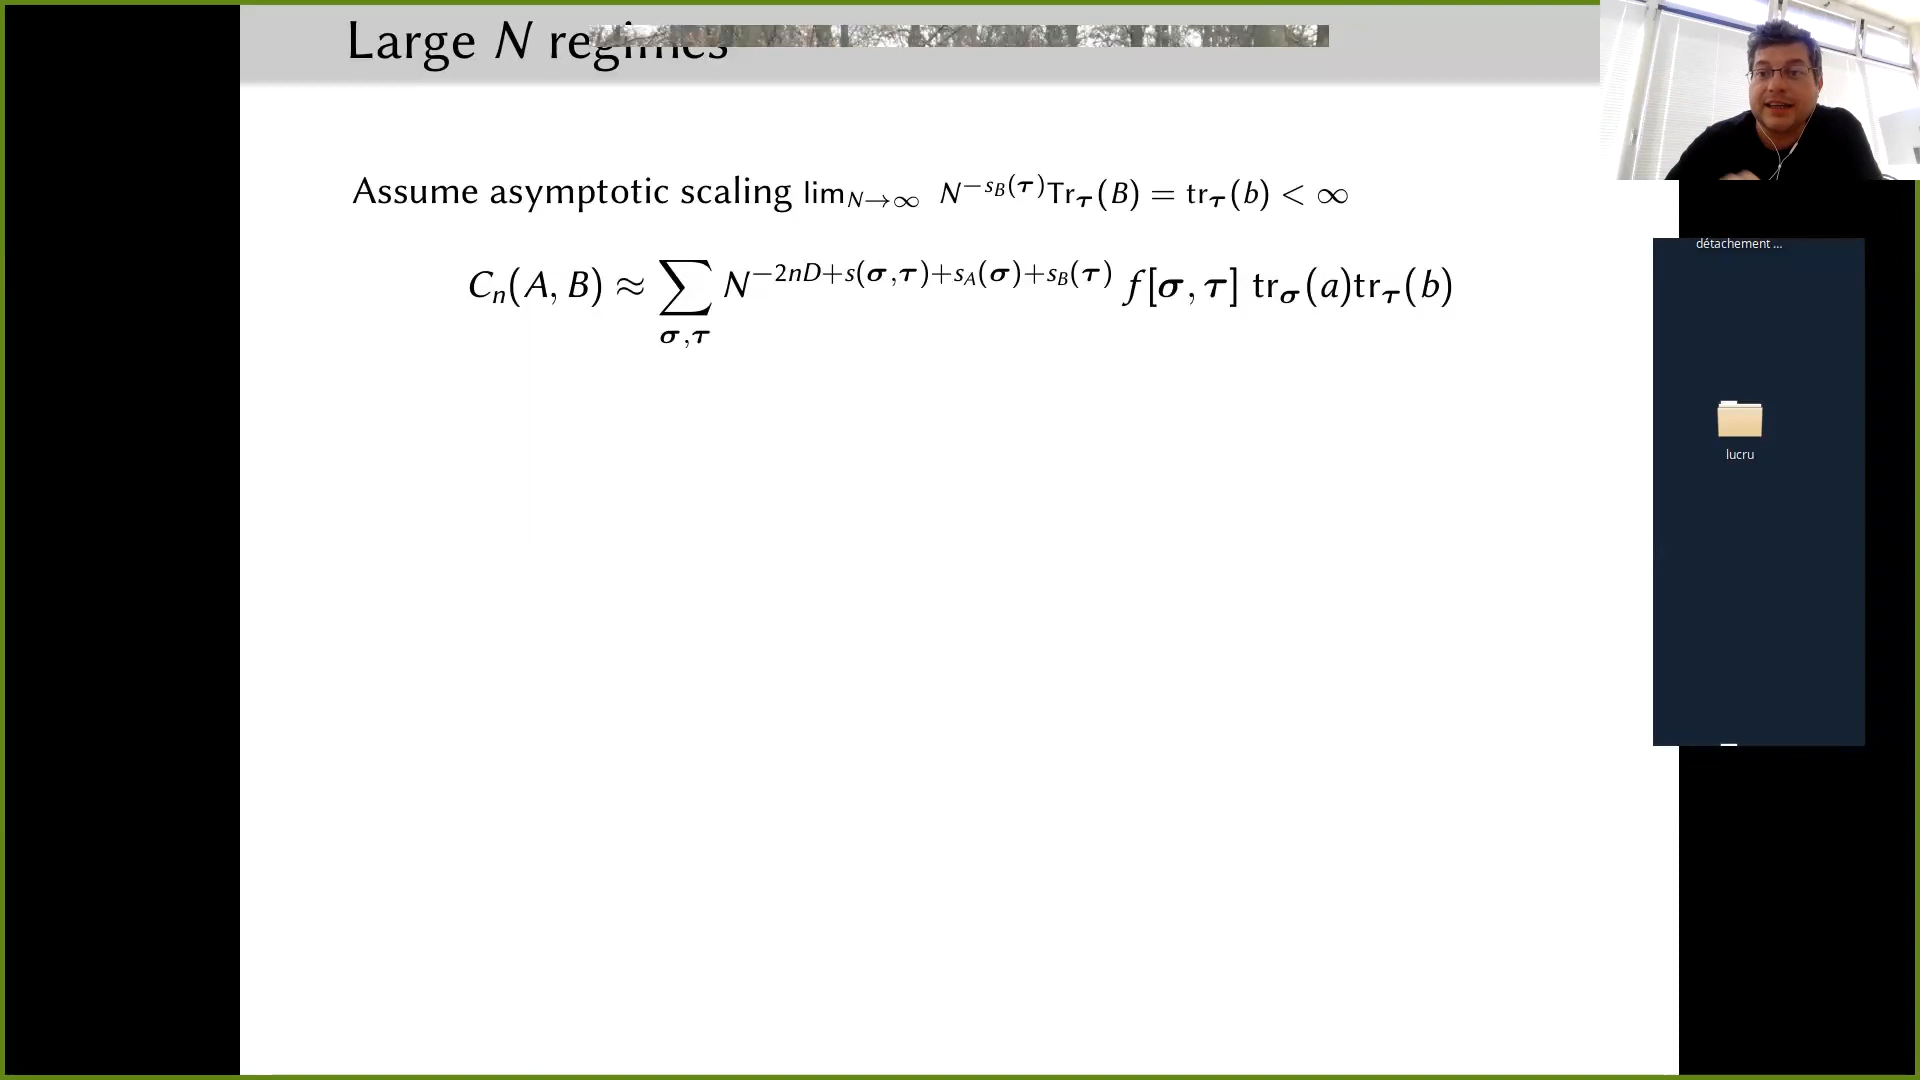 Large N regimes
Assume asymptotic scaling lim_{N→∞} N^{−s_B(τ)}Tr_τ(B) = tr_τ(b) < ∞
C_n(A, B) ≈ ∑_{σ,τ} N^{−2nD+s(σ,τ)+s_A(σ)+s_B(τ)} f[σ, τ] tr_σ(a)tr_τ(b)
détachement ...
lucru